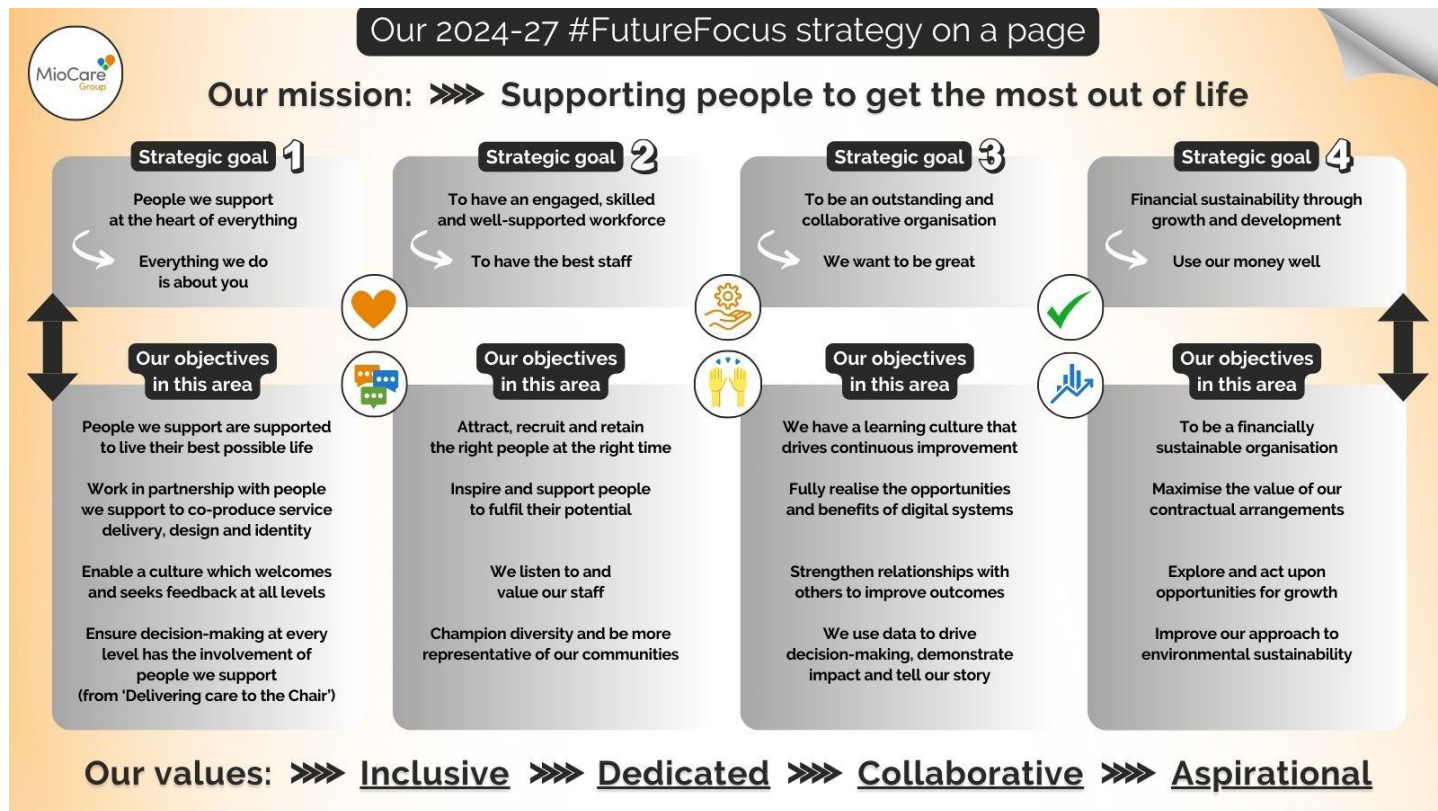 Our 2024-27 #FutureFocus strategy on a page
MioCare
Group
Our mission: Supporting people to get the most out of life
Strategic goal 1
People we support
at the heart of everything
Everything we do
is about you
Strategic goal 2
To have an engaged, skilled
and well-supported workforce
To have the best staff
Strategic goal 3
To be an outstanding and
collaborative organisation
We want to be great
Strategic goal 4
Financial sustainability through
growth and development
Use our money well
Our objectives
in this area
People we support are supported
to live their best possible life
Work in partnership with people
we support to co-produce service
delivery, design and identity
Enable a culture which welcomes
and seeks feedback at all levels
Ensure decision-making at every
level has the involvement of
people we support
(from ‘Delivering care to the Chair’)
Our objectives
in this area
Attract, recruit and retain
the right people at the right time
Inspire and support people
to fulfil their potential
We listen to and
value our staff
Champion diversity and be more
representative of our communities
Our objectives
in this area
We have a learning culture that
drives continuous improvement
Fully realise the opportunities
and benefits of digital systems
Strengthen relationships with
others to improve outcomes
We use data to drive
decision-making, demonstrate
impact and tell our story
Our objectives
in this area
To be a financially
sustainable organisation
Maximise the value of our
contractual arrangements
Explore and act upon
opportunities for growth
Improve our approach to
environmental sustainability
Our values: Inclusive Dedicated Collaborative Aspirational